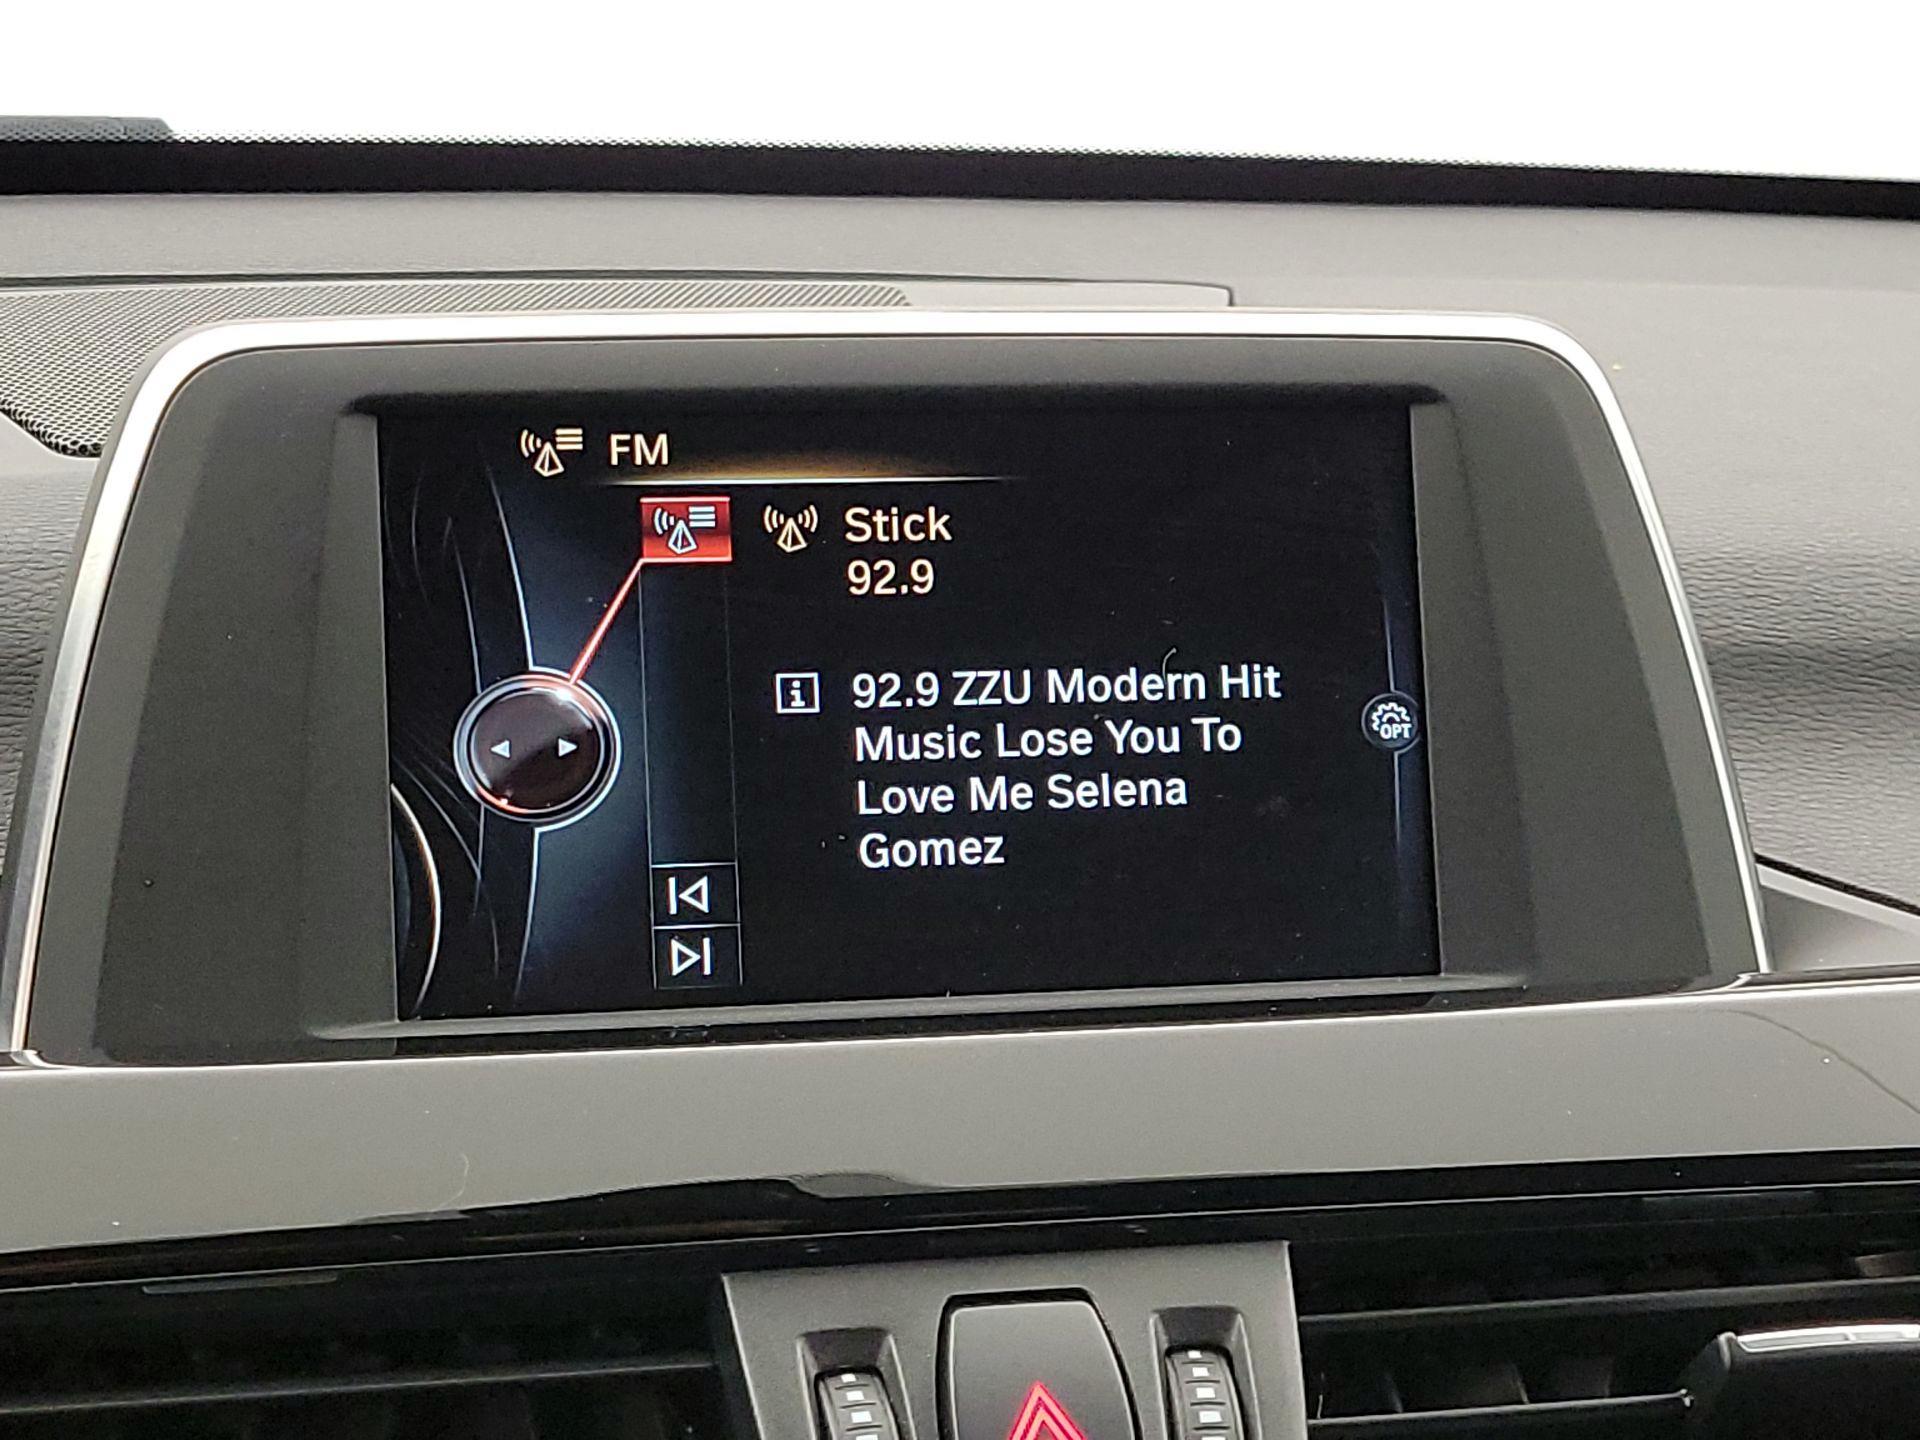 FM
Stick
92.9
92.9 ZZU Modern Hit
Music Lose You To
Love Me Selena
Gomez
OPT